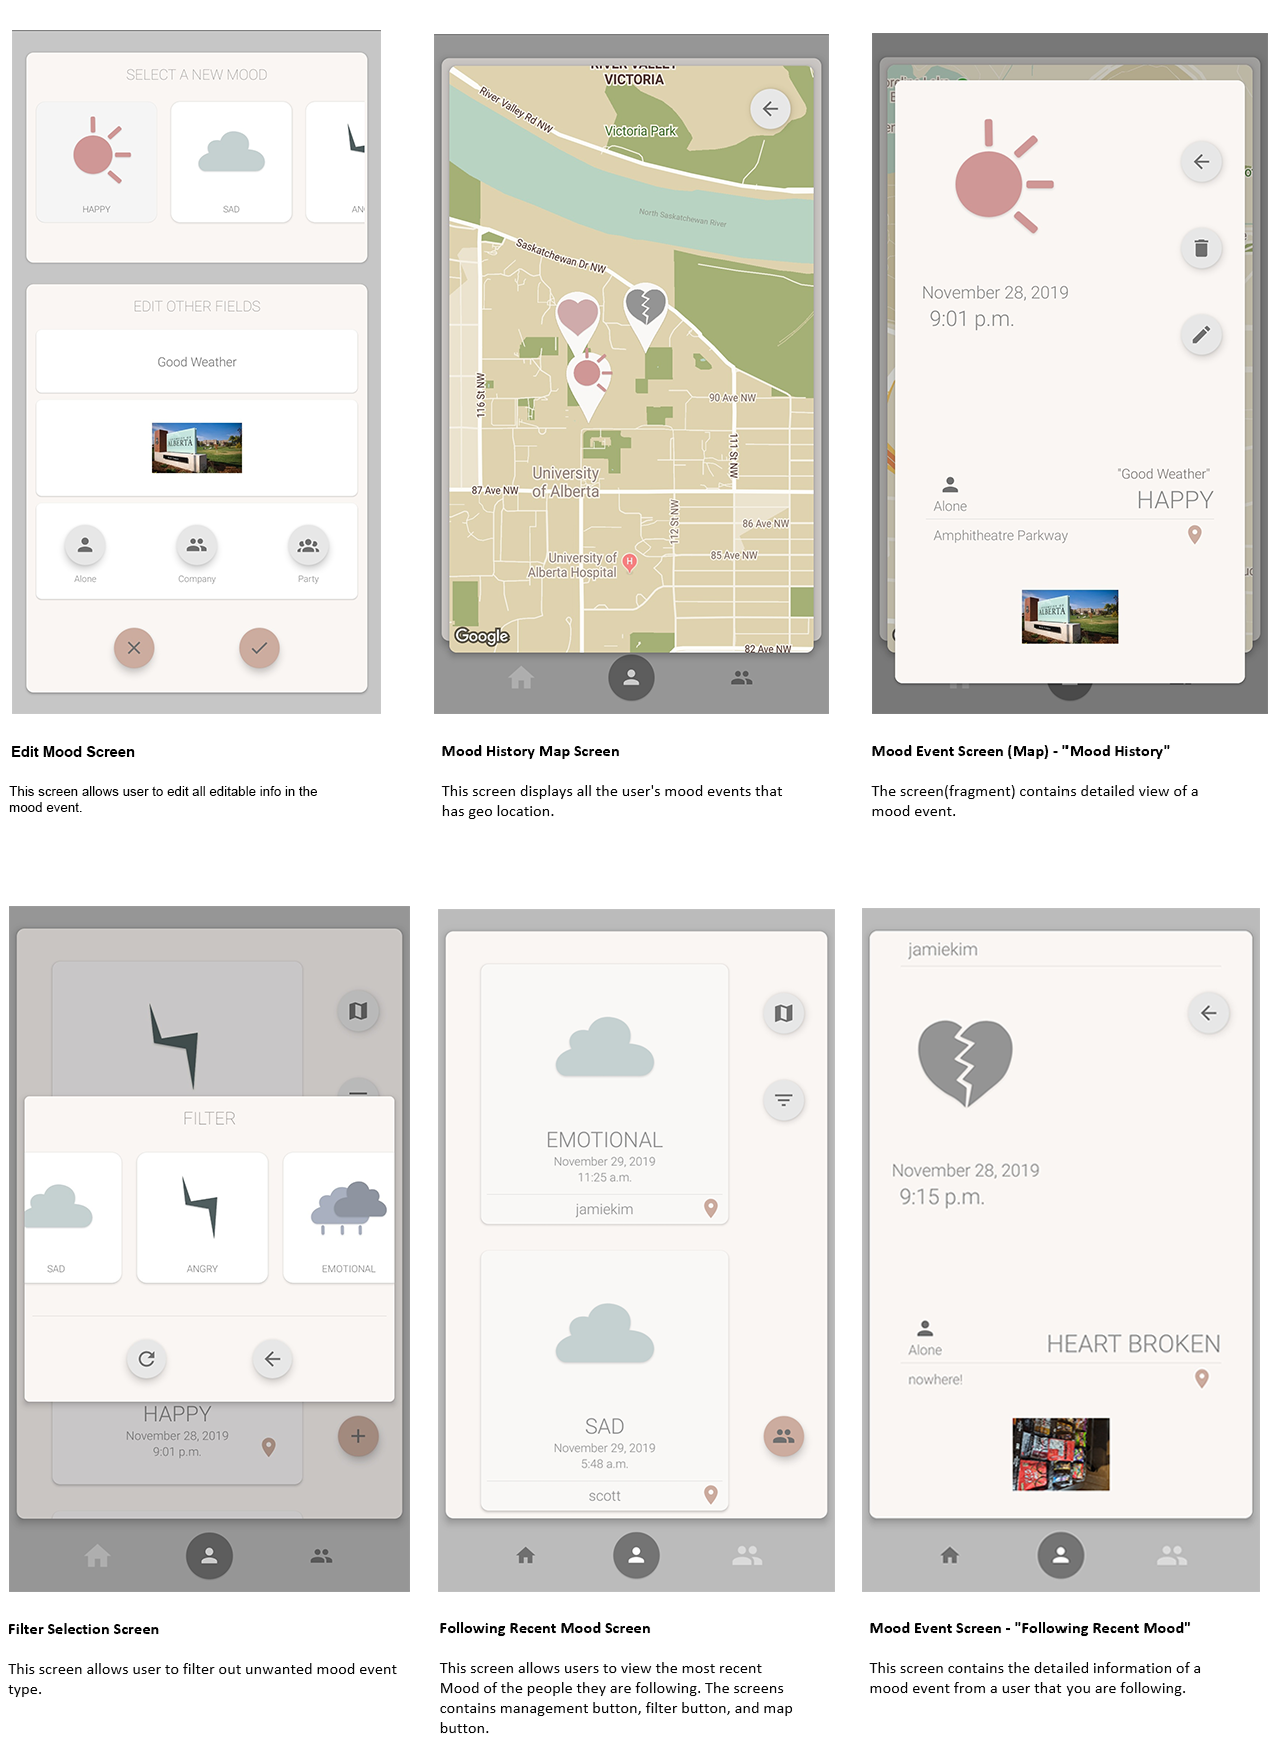 SELECT A NEW MOOD
HAPPY
SAD
AN
EDIT OTHER FIELDS
Good Weather
ALBERTA
Alone
Company
Party
Edit Mood Screen
This screen allows user to edit all editable info in the
mood event.
RIVER VALLEY
VICTORIA
River Valley Rd NW
Victoria Park
North Saskatchewan River
Saskatchewan Dr NW
116 St NW
90 Ave NW
111 St NW
University
of Alberta
87 Ave NW
112 St NW
86 Ave NW
85 Ave NW
University of
Alberta Hospital
H
Google
82 Ave NW
Mood History Map Screen
This screen displays all the user's mood events that
has geo location.
November 28, 2019
9:01 p.m.
"Good Weather"
Alone
HAPPY
Amphitheatre Parkway
ALBERTA
Mood Event Screen (Map) - "Mood History"
The screen(fragment) contains detailed view of a
mood event.
FILTER
SAD
ANGRY
EMOTIONAL
HAPPY
November 28, 2019
9:01 p.m.
Filter Selection Screen
This screen allows user to filter out unwanted mood event
type.
EMOTIONAL
November 29, 2019
11:25 a.m.
jamiekim
SAD
November 29, 2019
5:48 a.m.
scott
Following Recent Mood Screen
This screen allows users to view the most recent
Mood of the people they are following. The screens
contains management button, filter button, and map
button.
jamiekim
November 28, 2019
9:15 p.m.
Alone
HEART BROKEN
nowhere!
Mood Event Screen - "Following Recent Mood"
This screen contains the detailed information of a
mood event from a user that you are following.